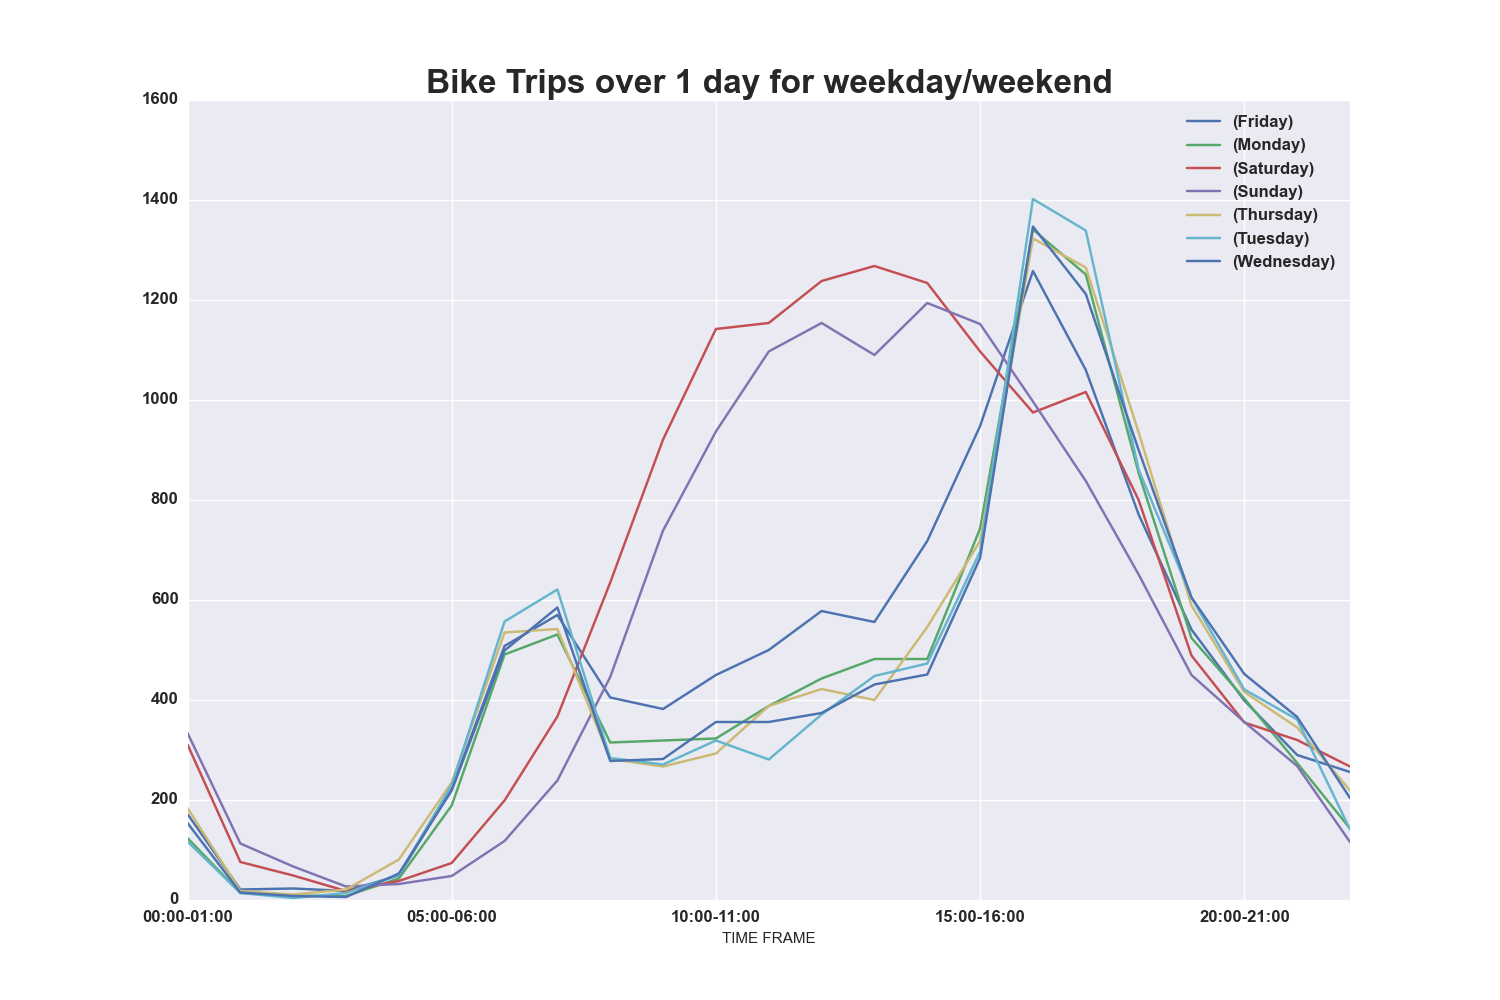 Bike Trips over 1 day for weekday/weekend
1600
1400
1200
1000
800
600
400
200
0
(Friday)
(Monday)
(Saturday)
(Sunday)
(Thursday)
(Tuesday)
(Wednesday)
00:00-01:00 05:00-06:00 10:00-11:00 15:00-16:00 20:00-21:00
TIME FRAME